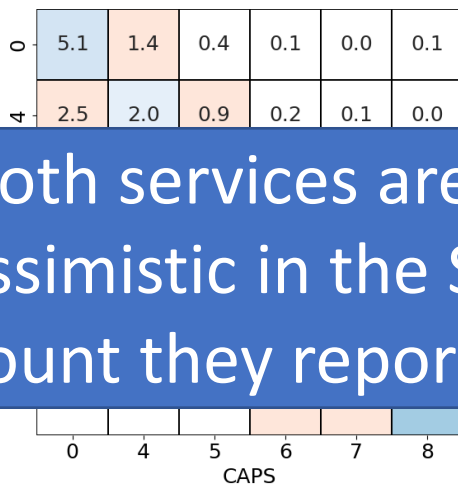 0 5.1 1.4 0.4 0.1 0.0 0.1
4 2.5 2.0 0.9 0.2 0.1 0.0
oth services are
ssimistic in the S
ount they repor
0 4 5 6 7 8
CAPS